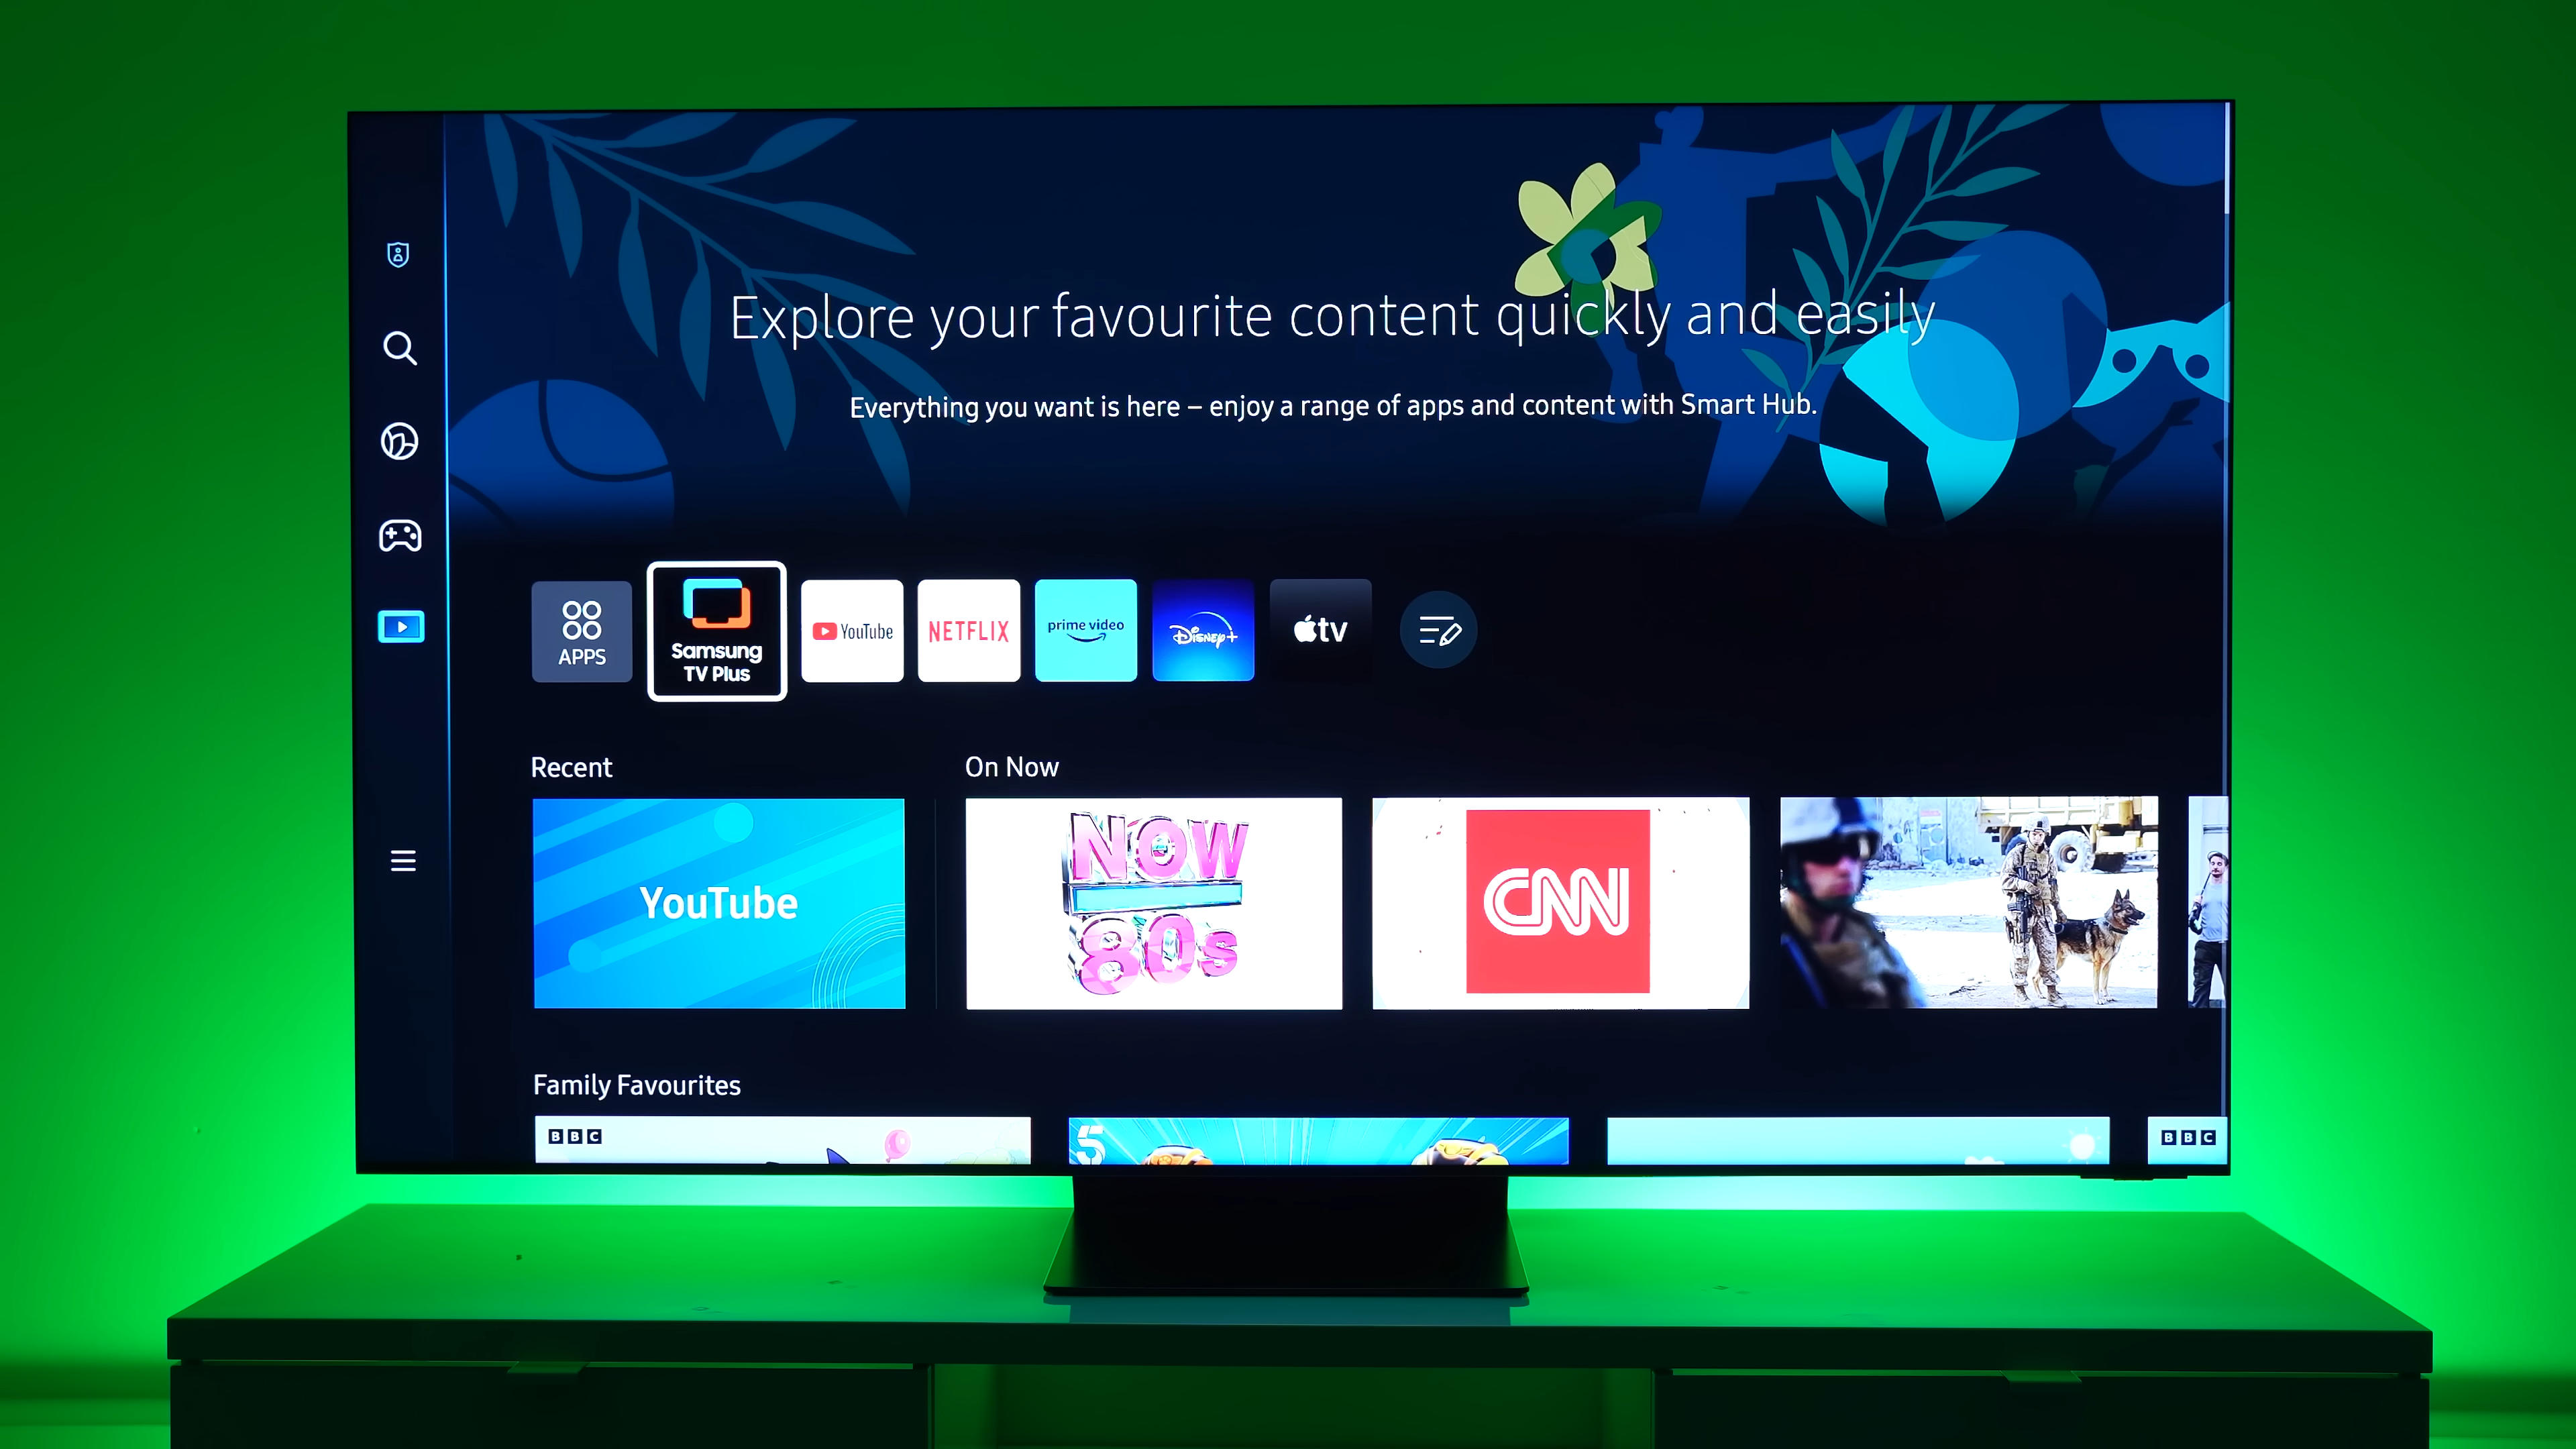 Explore your favourite content quickly and easily
Everything you want is here – enjoy a range of apps and content with Smart Hub.
APPS
Samsung
TV Plus
YouTube
NETFLIX
prime video
Disney+
tv
Recent
On Now
YouTube
NOW
80s
CNN
Family Favourites
BBC
5
BBC